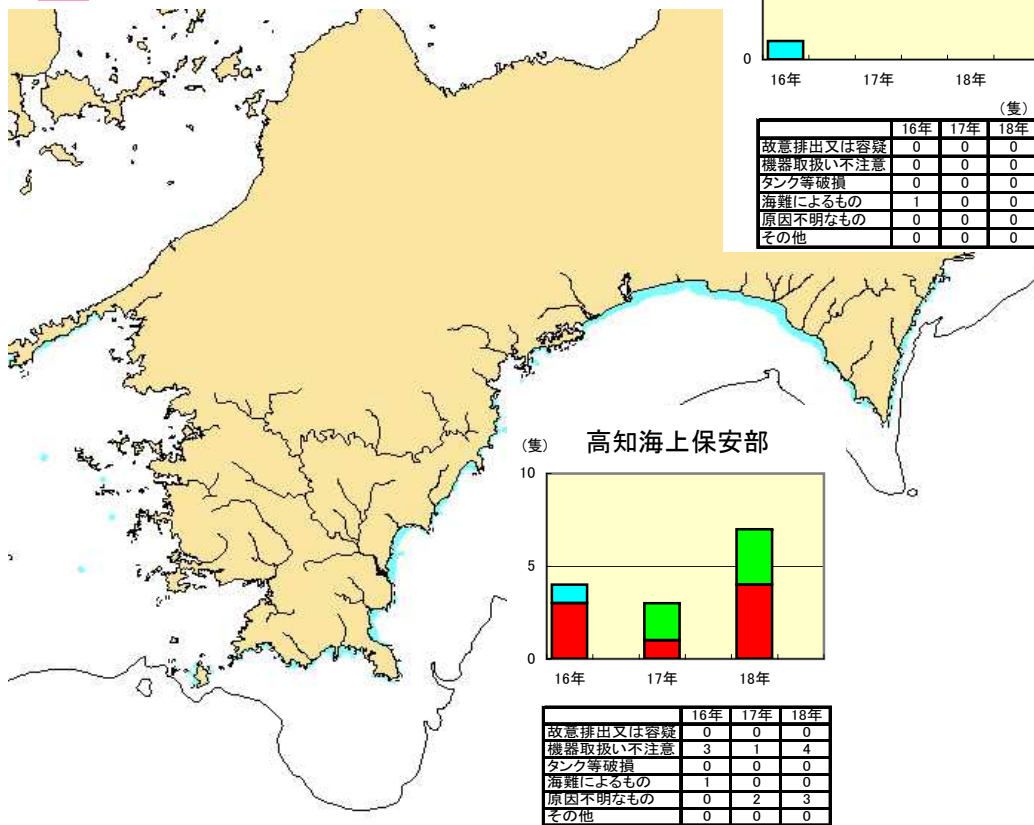 0
16年 17年 18年
(隻)
16年 17年 18年
故意排出又は容疑 0 0 0
機器取扱い不注意 0 0 0
タンク等破損 0 0 0
海難によるもの 1 0 0
原因不明なもの 0 0 0
その他 0 0 0
(隻) 高知海上保安部
10
5
0
16年 17年 18年
16年 17年 18年
故意排出又は容疑 0 0 0
機器取扱い不注意 3 1 4
タンク等破損 0 0 0
海難によるもの 1 0 0
原因不明なもの 0 2 3
その他 0 0 0